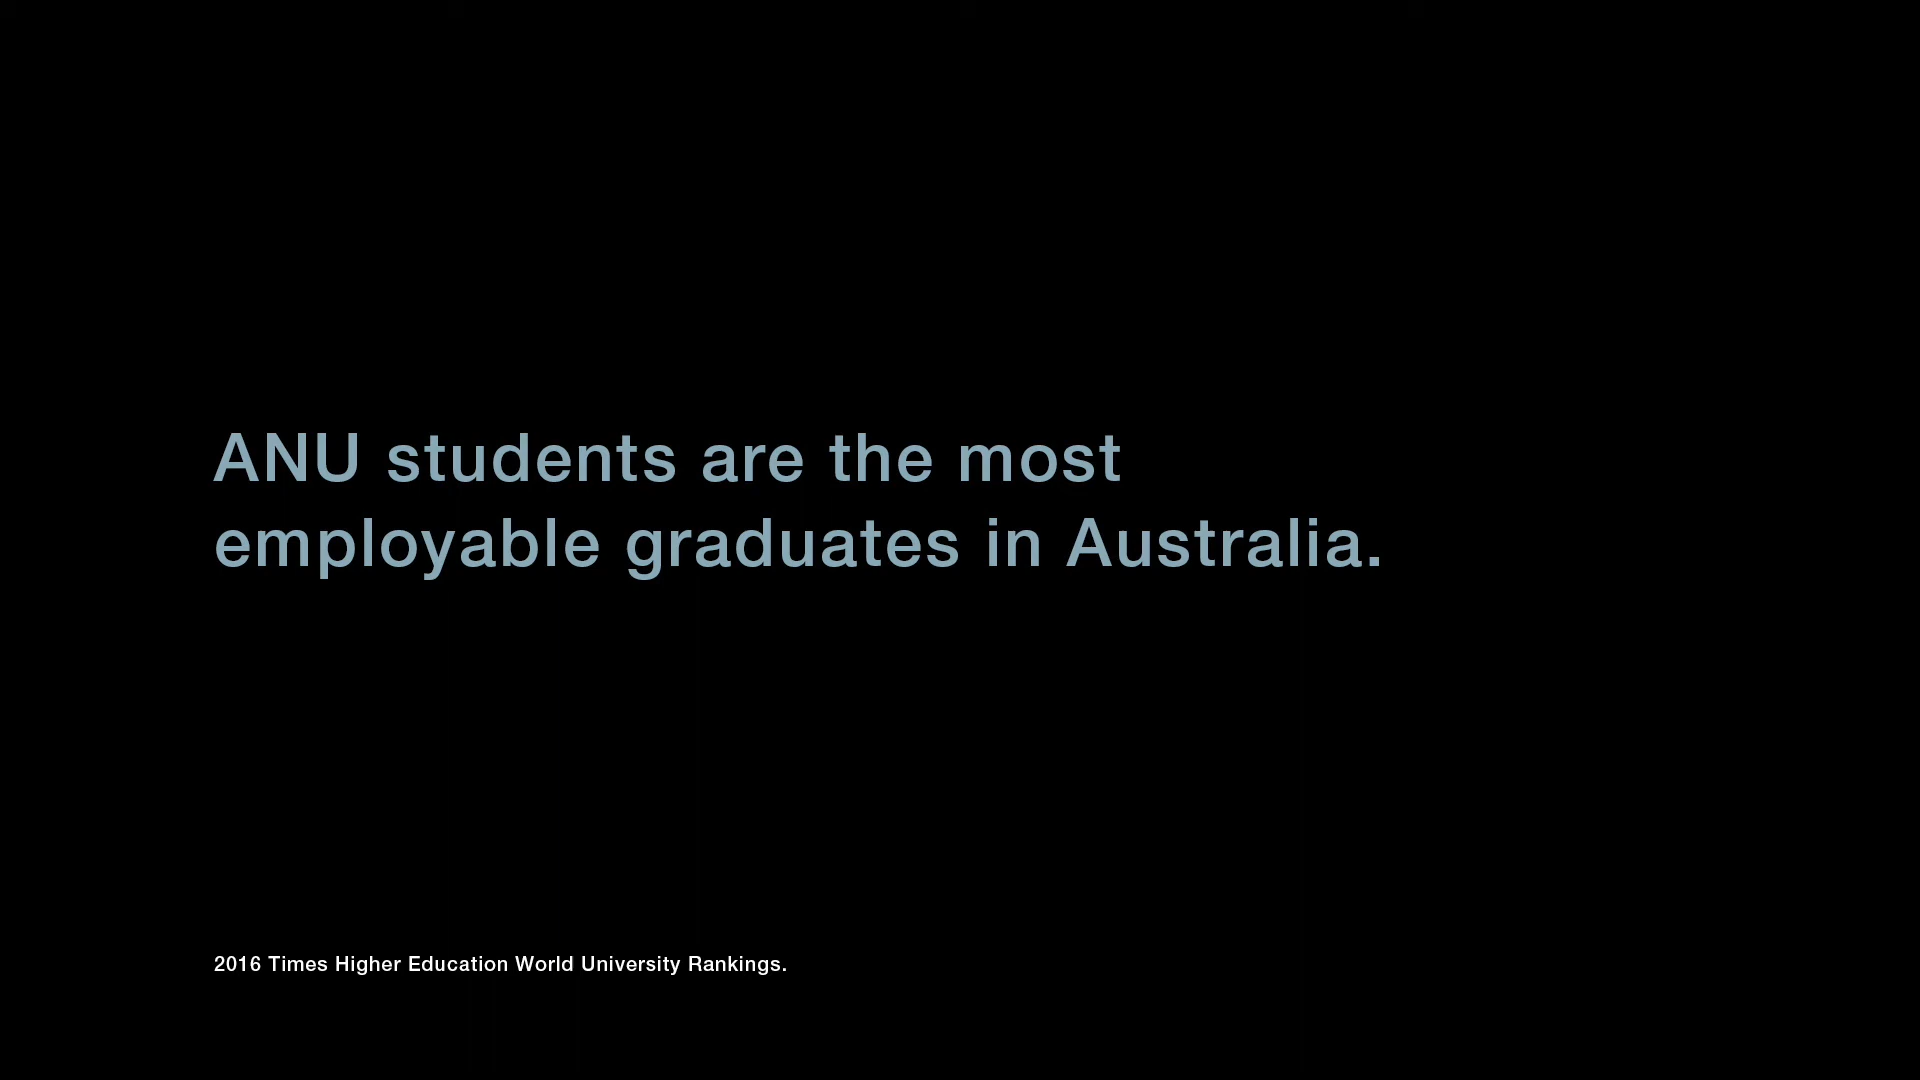 ANU students are the most
employable graduates in Australia.
2016 Times Higher Education World University Rankings.